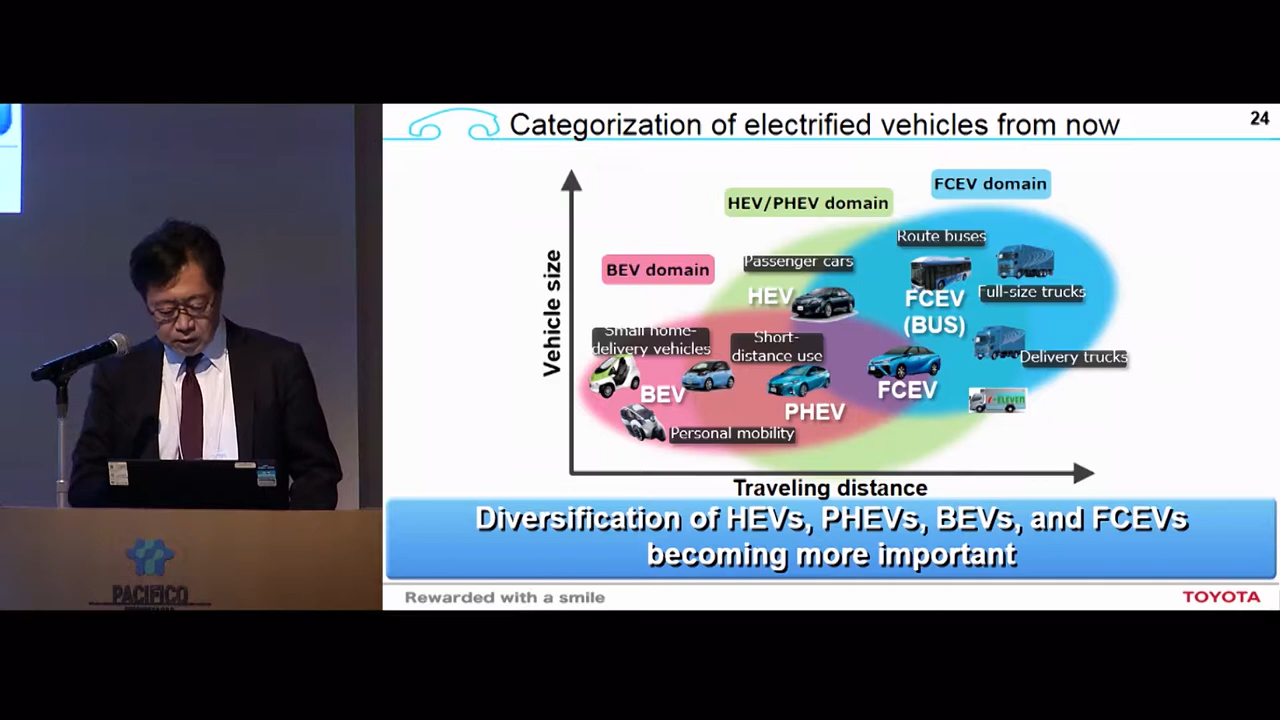 Categorization of electrified vehicles from now
24
FCEV domain
HEV/PHEV domain
BEV domain
Route buses
Passenger cars
HEV
FCEV
(BUS)
Full-size trucks
Small home-
delivery vehicles
Short-
distance use
Delivery trucks
BEV
PHEV
FCEV
Personal mobility
Vehicle size
Traveling distance
Diversification of HEVs, PHEVs, BEVs, and FCEVs
becoming more important
Rewarded with a smile
TOYOTA
PACIFICO